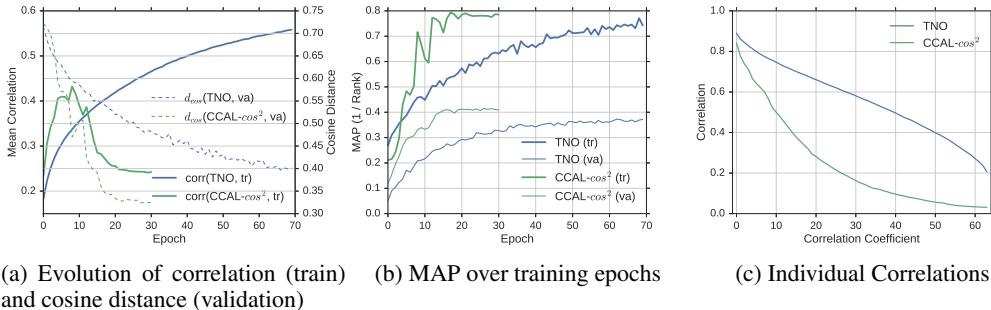 0.6
0.5
0.4
0.3
0.2
Mean Correlation
0.75
0.70
0.65
0.60
0.55
0.50
0.45
0.40
0.35
0.30
Cosine Distance
d_cos(TNO, va)
d_cos(CCAL-cos², va)
corr(TNO, tr)
corr(CCAL-cos², tr)
0 10 20 30 40 50 60 70
Epoch
(a) Evolution of correlation (train)
and cosine distance (validation)
0.8
0.7
0.6
0.5
0.4
0.3
0.2
0.1
0.0
MAP (1 / Rank)
TNO (tr)
TNO (va)
CCAL-cos² (tr)
CCAL-cos² (va)
0 10 20 30 40 50 60 70
Epoch
(b) MAP over training epochs
1.0
0.8
0.6
0.4
0.2
0.0
Correlation
TNO
CCAL-cos²
0 10 20 30 40 50 60
Correlation Coefficient
(c) Individual Correlations